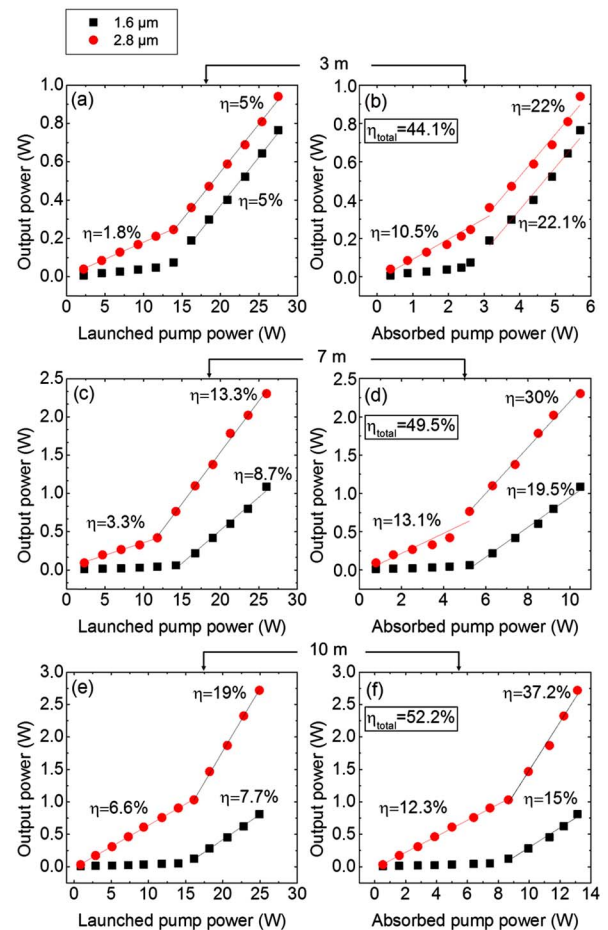 1.6 μm
2.8 μm
3 m
(a)
η=5%
η=5%
η=1.8%
1.0
0.8
0.6
0.4
0.2
0.0
Output power (W)
0 5 10 15 20 25 30
Launched pump power (W)
(b)
η=22%
ηtotal=44.1%
η=10.5%
η=22.1%
1.0
0.8
0.6
0.4
0.2
0.0
Output power (W)
0 1 2 3 4 5 6
Absorbed pump power (W)
7 m
(c)
η=13.3%
η=8.7%
η=3.3%
2.5
2.0
1.5
1.0
0.5
0.0
Output power (W)
0 5 10 15 20 25 30
Launched pump power (W)
(d)
η=30%
ηtotal=49.5%
η=19.5%
η=13.1%
2.5
2.0
1.5
1.0
0.5
0.0
Output power (W)
0 2 4 6 8 10
Absorbed pump power (W)
10 m
(e)
η=19%
η=6.6%
η=7.7%
3.0
2.5
2.0
1.5
1.0
0.5
0.0
Output power (W)
0 5 10 15 20 25 30
Launched pump power (W)
(f)
η=37.2%
ηtotal=52.2%
η=12.3%
η=15%
3.0
2.5
2.0
1.5
1.0
0.5
0.0
Output power (W)
0 2 4 6 8 10 12 14
Absorbed pump power (W)